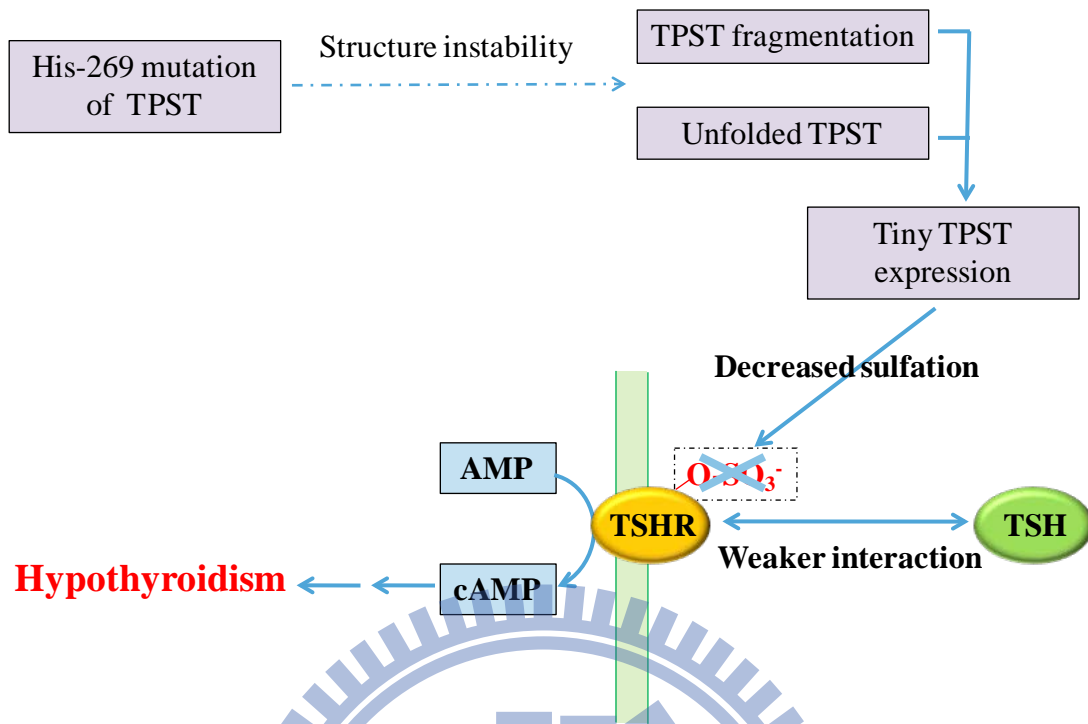 His-269 mutation
of TPST
Structure instability
TPST fragmentation
Unfolded TPST
Tiny TPST
expression
Decreased sulfation
O-SO₃⁻
AMP
TSHR
TSH
Weaker interaction
cAMP
Hypothyroidism